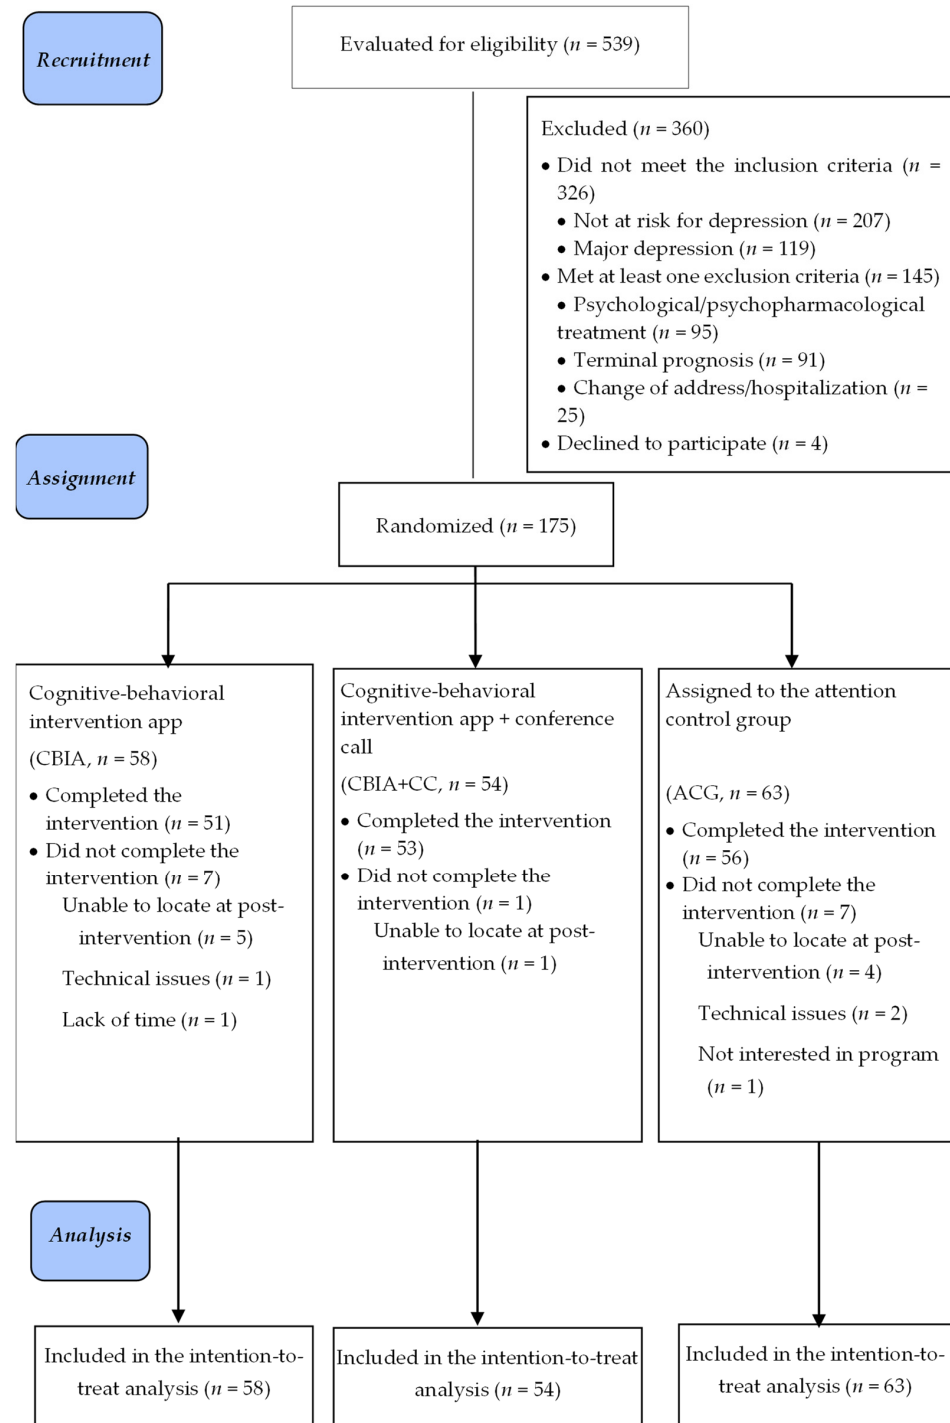 Recruitment
Evaluated for eligibility (n = 539)
Excluded (n = 360)
• Did not meet the inclusion criteria (n =
326)
• Not at risk for depression (n = 207)
• Major depression (n = 119)
• Met at least one exclusion criteria (n = 145)
• Psychological/psychopharmacological
treatment (n = 95)
• Terminal prognosis (n = 91)
• Change of address/hospitalization (n =
25)
• Declined to participate (n = 4)
Assignment
Randomized (n = 175)
Cognitive-behavioral
intervention app
(CBIA, n = 58)
• Completed the
intervention (n = 51)
• Did not complete the
intervention (n = 7)
Unable to locate at post-
intervention (n = 5)
Technical issues (n = 1)
Lack of time (n = 1)
Cognitive-behavioral
intervention app + conference
call
(CBIA+CC, n = 54)
• Completed the intervention
(n = 53)
• Did not complete the
intervention (n = 1)
Unable to locate at post-
intervention (n = 1)
Assigned to the attention
control group
(ACG, n = 63)
• Completed the intervention
(n = 56)
• Did not complete the
intervention (n = 7)
Unable to locate at post-
intervention (n = 4)
Technical issues (n = 2)
Not interested in program
(n = 1)
Analysis
Included in the intention-to-
treat analysis (n = 58)
Included in the intention-to-treat
analysis (n = 54)
Included in the intention-to-
treat analysis (n = 63)